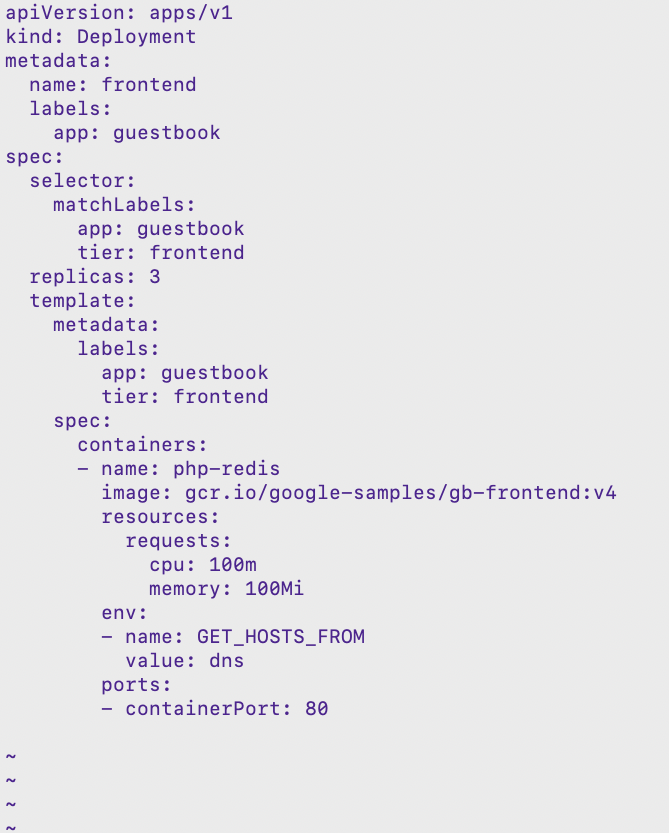 apiVersion: apps/v1
kind: Deployment
metadata:
  name: frontend
  labels:
    app: guestbook
spec:
  selector:
    matchLabels:
      app: guestbook
      tier: frontend
  replicas: 3
  template:
    metadata:
      labels:
        app: guestbook
        tier: frontend
    spec:
      containers:
      - name: php-redis
        image: gcr.io/google-samples/gb-frontend:v4
        resources:
          requests:
            cpu: 100m
            memory: 100Mi
        env:
        - name: GET_HOSTS_FROM
          value: dns
        ports:
        - containerPort: 80

~
~
~
~